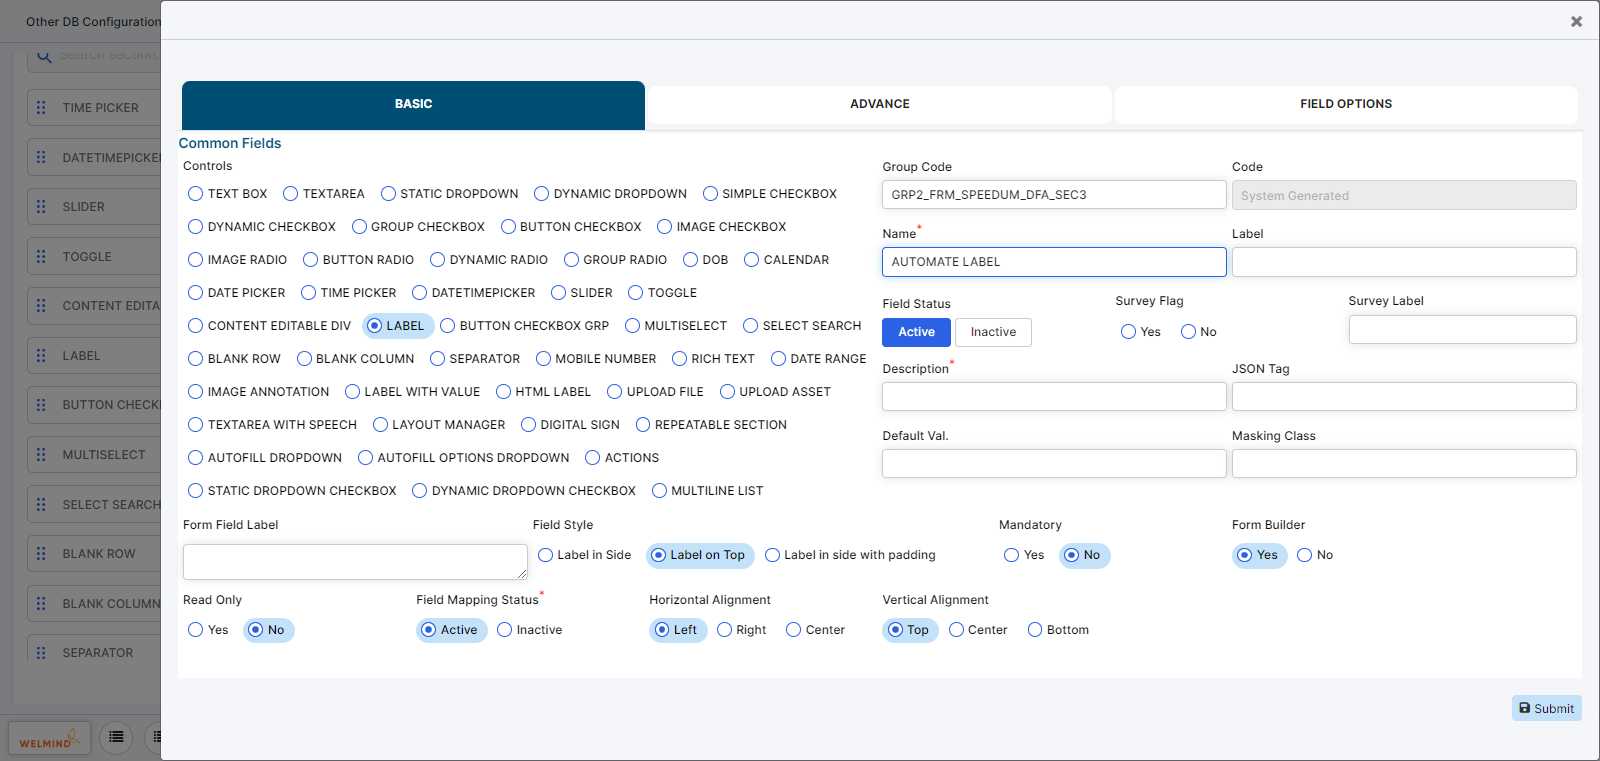 Other DB Configuration
TIME PICKER
SLIDER
TOGGLE
LABEL
MULTISELECT
SELECT SEARCH
BLANK ROW
BLANK COLUMN
SEPARATOR
WELMIND
BASIC ADVANCE FIELD OPTIONS
Common Fields
Controls
TEXT BOX TEXTAREA STATIC DROPDOWN DYNAMIC DROPDOWN SIMPLE CHECKBOX
DYNAMIC CHECKBOX GROUP CHECKBOX BUTTON CHECKBOX IMAGE CHECKBOX
IMAGE RADIO BUTTON RADIO DYNAMIC RADIO GROUP RADIO DOB CALENDAR
DATE PICKER TIME PICKER DATETIMEPICKER SLIDER TOGGLE
CONTENT EDITABLE DIV LABEL BUTTON CHECKBOX GRP MULTISELECT SELECT SEARCH
BLANK ROW BLANK COLUMN SEPARATOR MOBILE NUMBER RICH TEXT DATE RANGE
IMAGE ANNOTATION LABEL WITH VALUE HTML LABEL UPLOAD FILE UPLOAD ASSET
TEXTAREA WITH SPEECH LAYOUT MANAGER DIGITAL SIGN REPEATABLE SECTION
AUTOFILL DROPDOWN AUTOFILL OPTIONS DROPDOWN ACTIONS
STATIC DROPDOWN CHECKBOX DYNAMIC DROPDOWN CHECKBOX MULTILINE LIST
Group Code Code
GRP2_FRM_SPEEDUM_DFA_SEC3 System Generated
Name* Label
AUTOMATE LABEL
Field Status Survey Flag Survey Label
Active Inactive Yes No
Description* JSON Tag
Default Val. Masking Class
Form Field Label Field Style Mandatory Form Builder
Label in Side Label on Top Label in side with padding Yes No Yes No
Read Only Field Mapping Status* Horizontal Alignment Vertical Alignment
Yes No Active Inactive Left Right Center Top Center Bottom
Submit